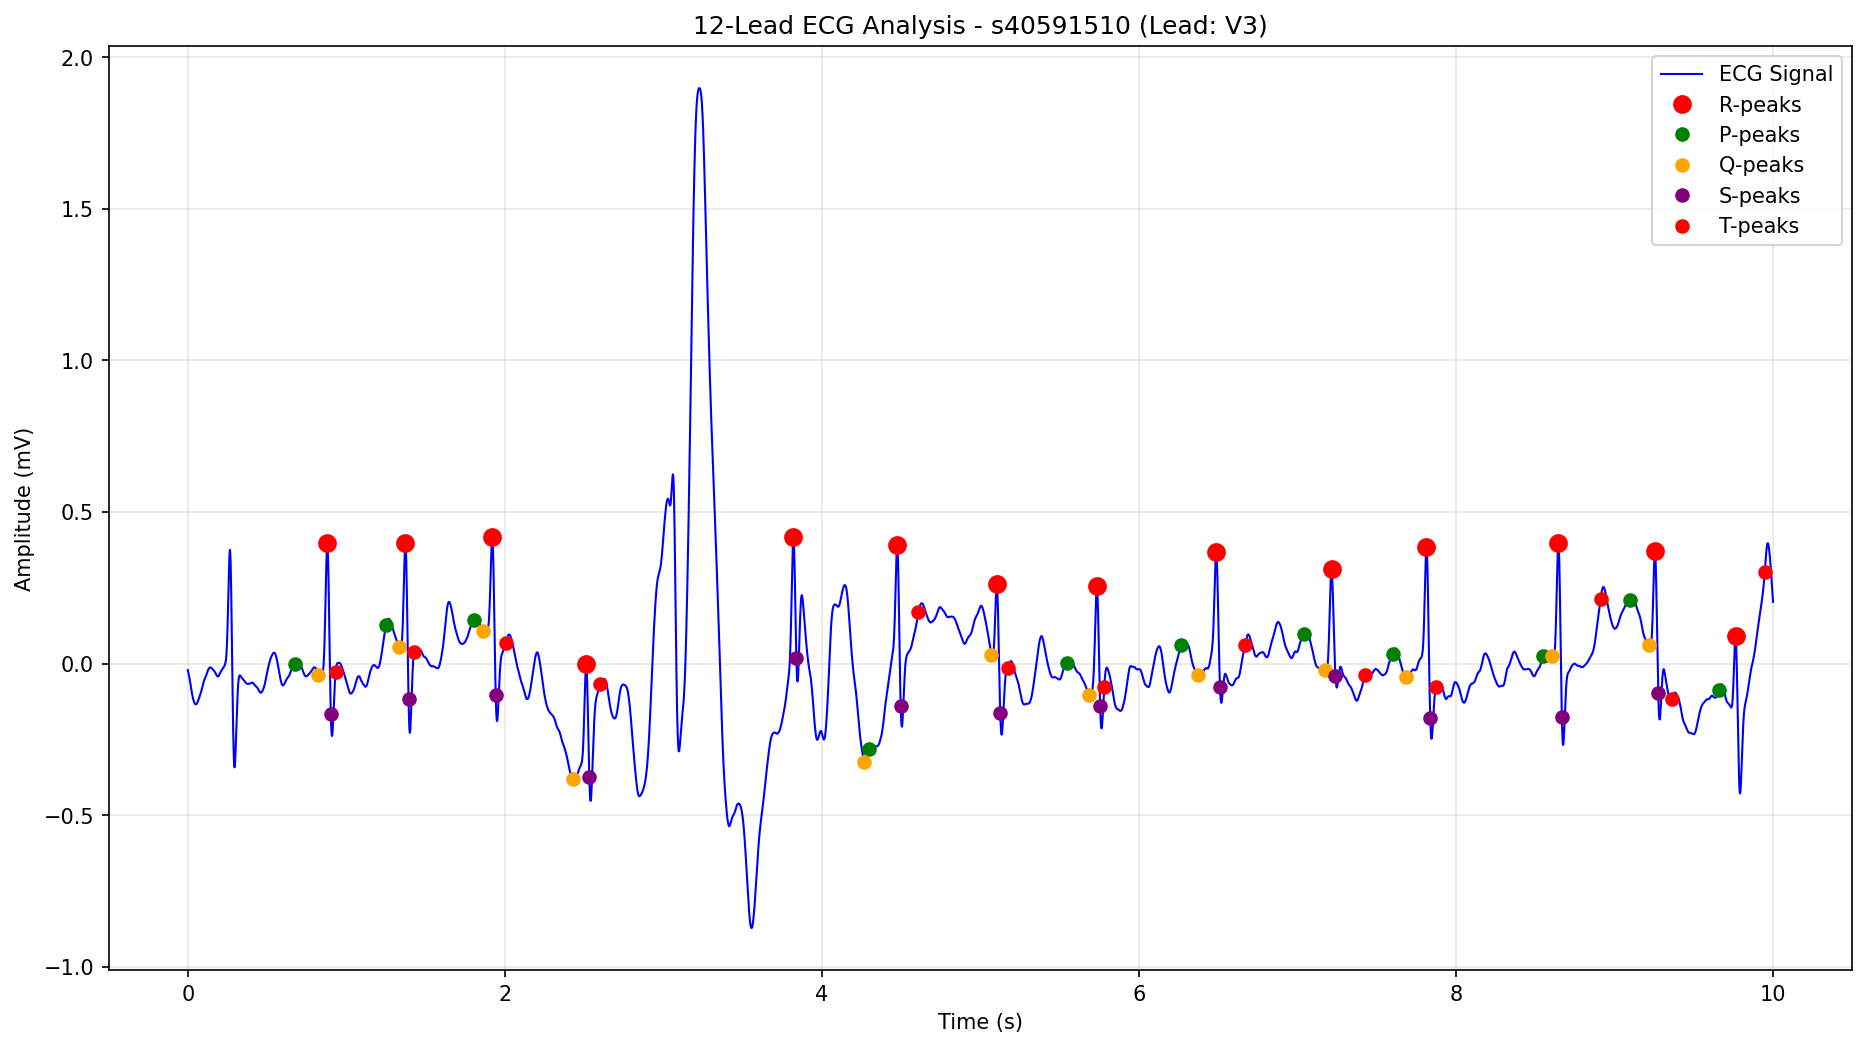 12-Lead ECG Analysis - s40591510 (Lead: V3)
ECG Signal
R-peaks
P-peaks
Q-peaks
S-peaks
T-peaks
Amplitude (mV)
2.0
1.5
1.0
0.5
0.0
−0.5
−1.0
0 2 4 6 8 10
Time (s)